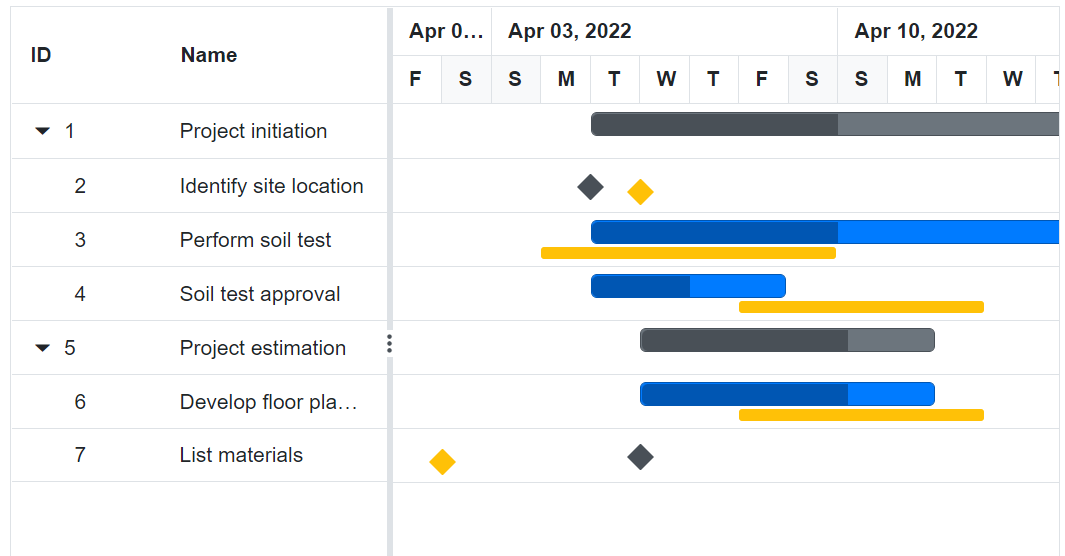 ID Name Apr 0… Apr 03, 2022 Apr 10, 2022
F S S M T W T F S S M T W T
1 Project initiation
2 Identify site location
3 Perform soil test
4 Soil test approval
5 Project estimation
6 Develop floor pla…
7 List materials